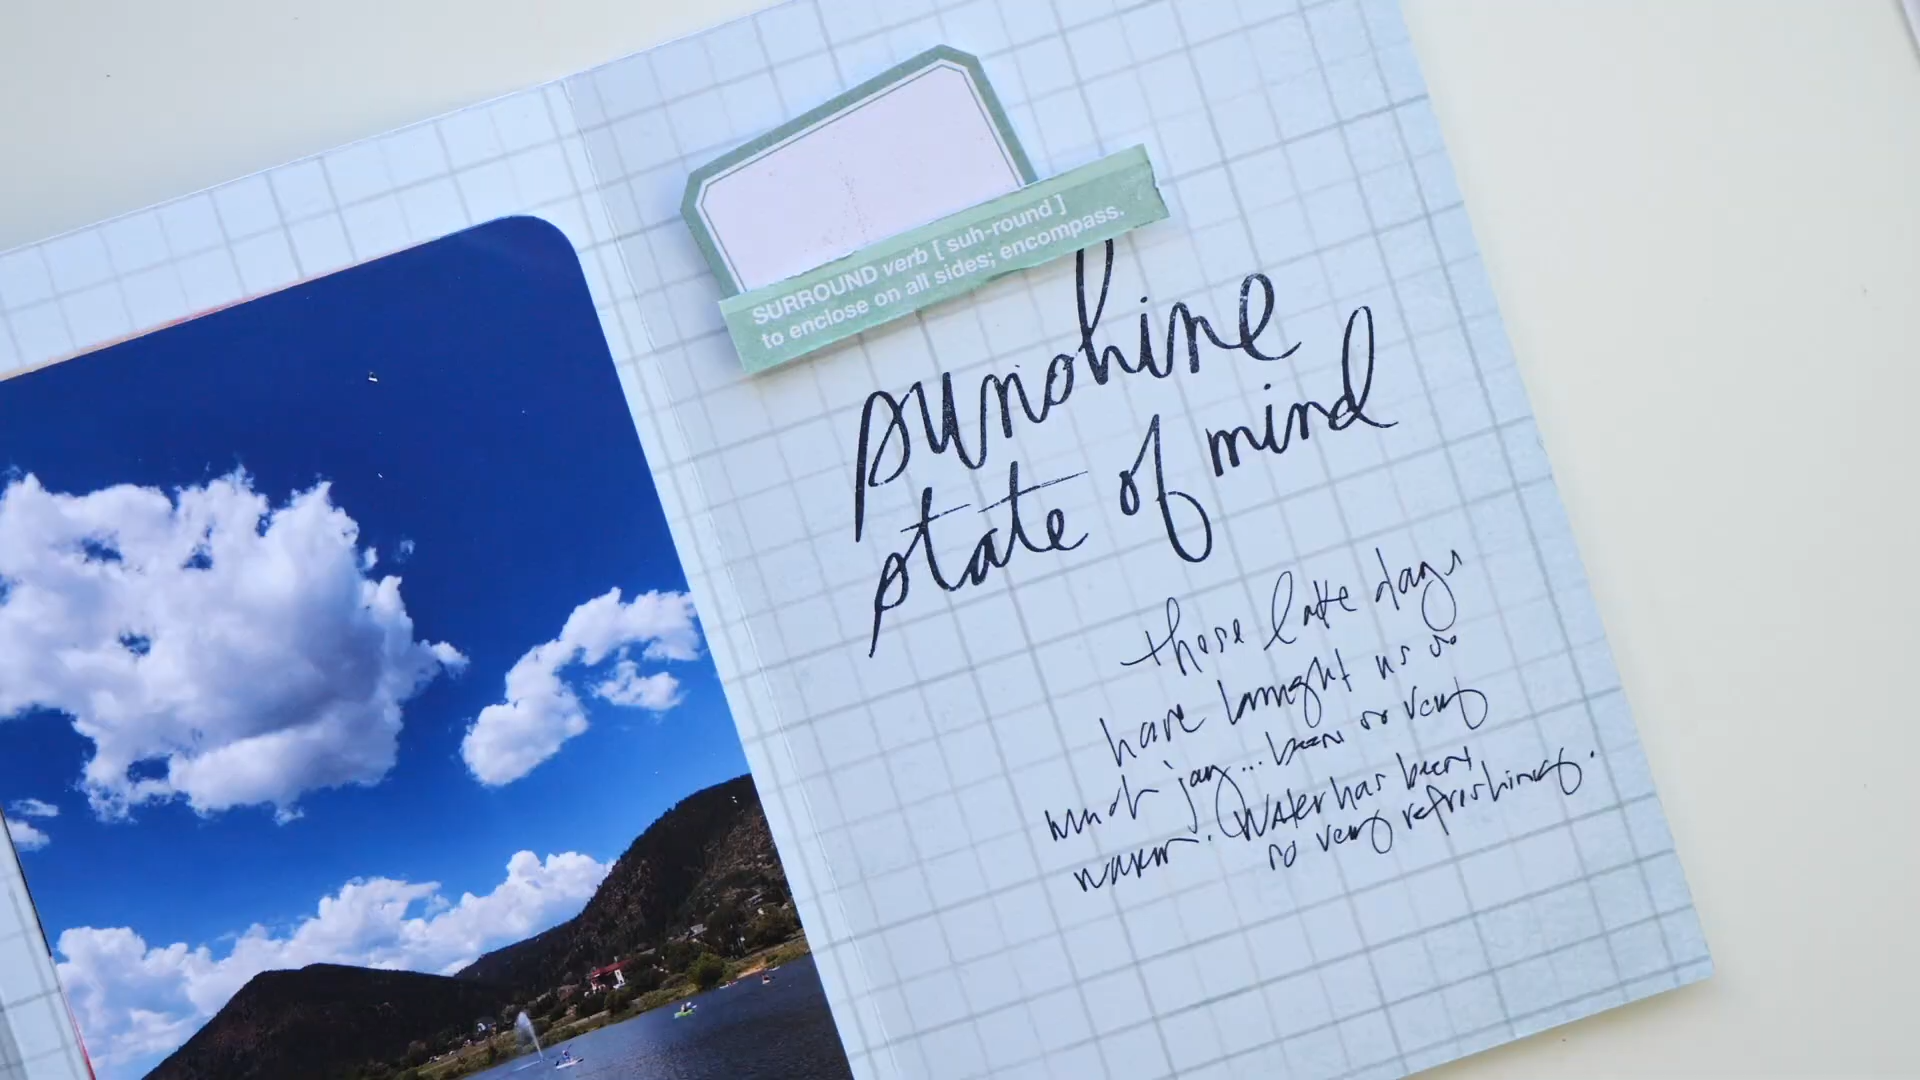 SURROUND verb [ suh-round ]
to enclose on all sides; encompass.
sunshine
state of mind
these lake days
have brought us so
much joy... been so very
warm. Water has been
so very refreshing.